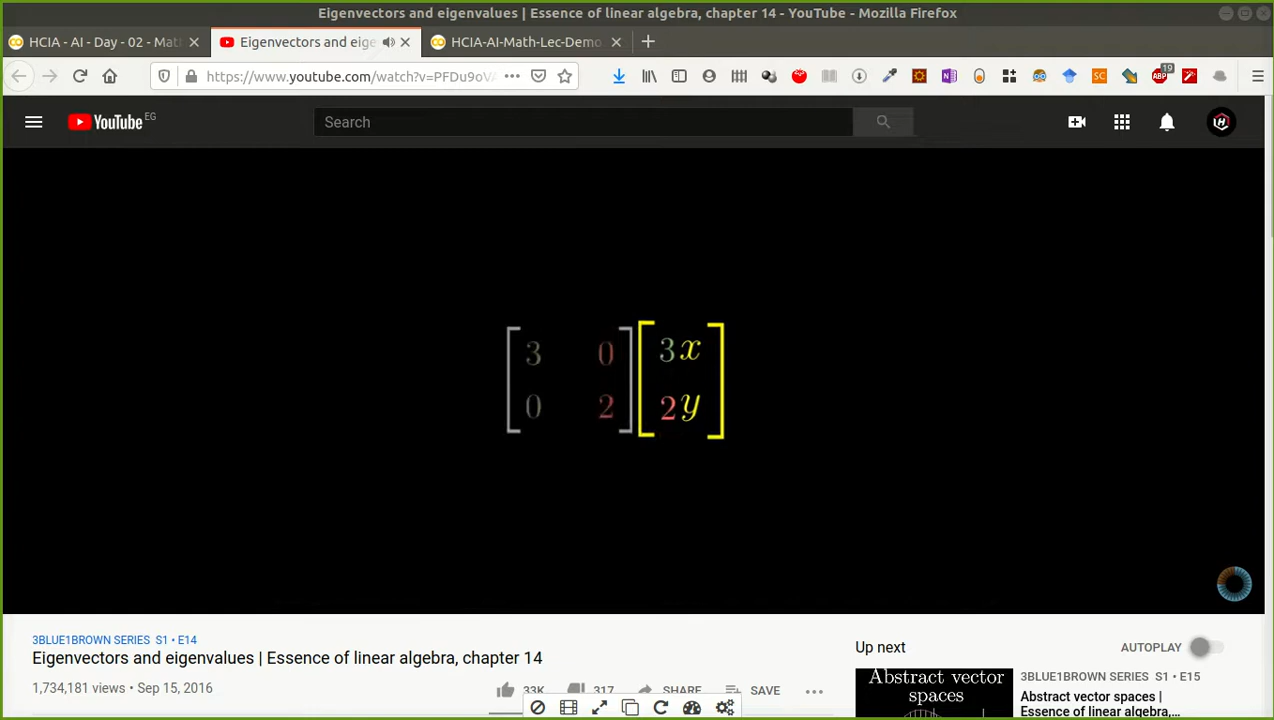 Eigenvectors and eigenvalues | Essence of linear algebra, chapter 14 - YouTube - Mozilla Firefox
HCIA - AI - Day - 02 - Mat
Eigenvectors and eige
HCIA-AI-Math-Lec-Demo.
https://www.youtube.com/watch?v=PFDu9oVA
SC
ABP
19
YouTube EG
Search
3 0 3x
0 2 2y
3BLUE1BROWN SERIES S1 • E14
Eigenvectors and eigenvalues | Essence of linear algebra, chapter 14
1,734,181 views • Sep 15, 2016
33K
317
SHARE
SAVE
Up next
AUTOPLAY
Abstract vector
spaces
3BLUE1BROWN SERIES S1 • E15
Abstract vector spaces |
Essence of linear algebra,...